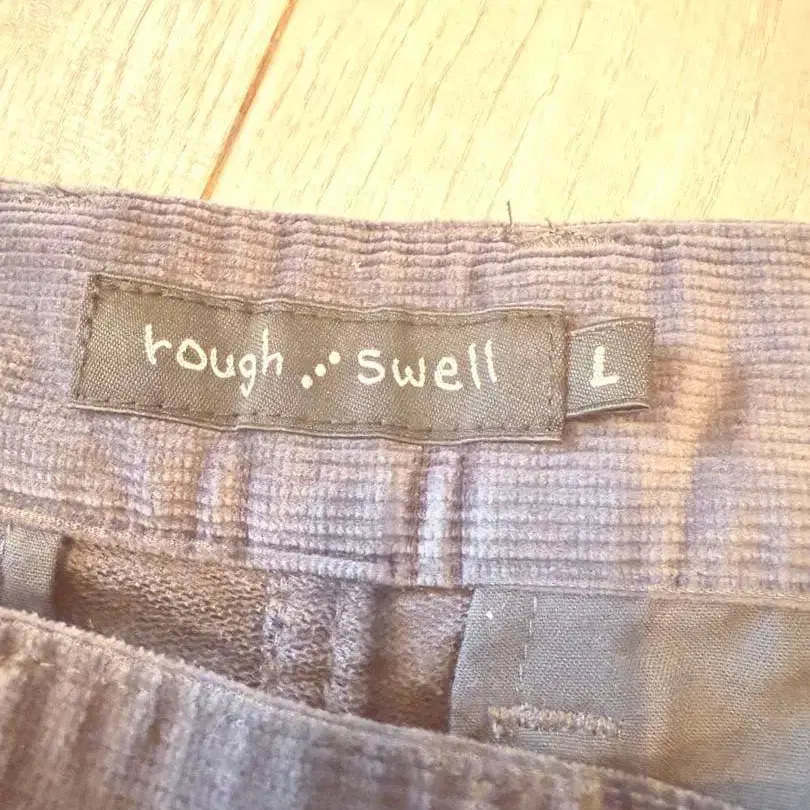 rough ⋰ swell
L